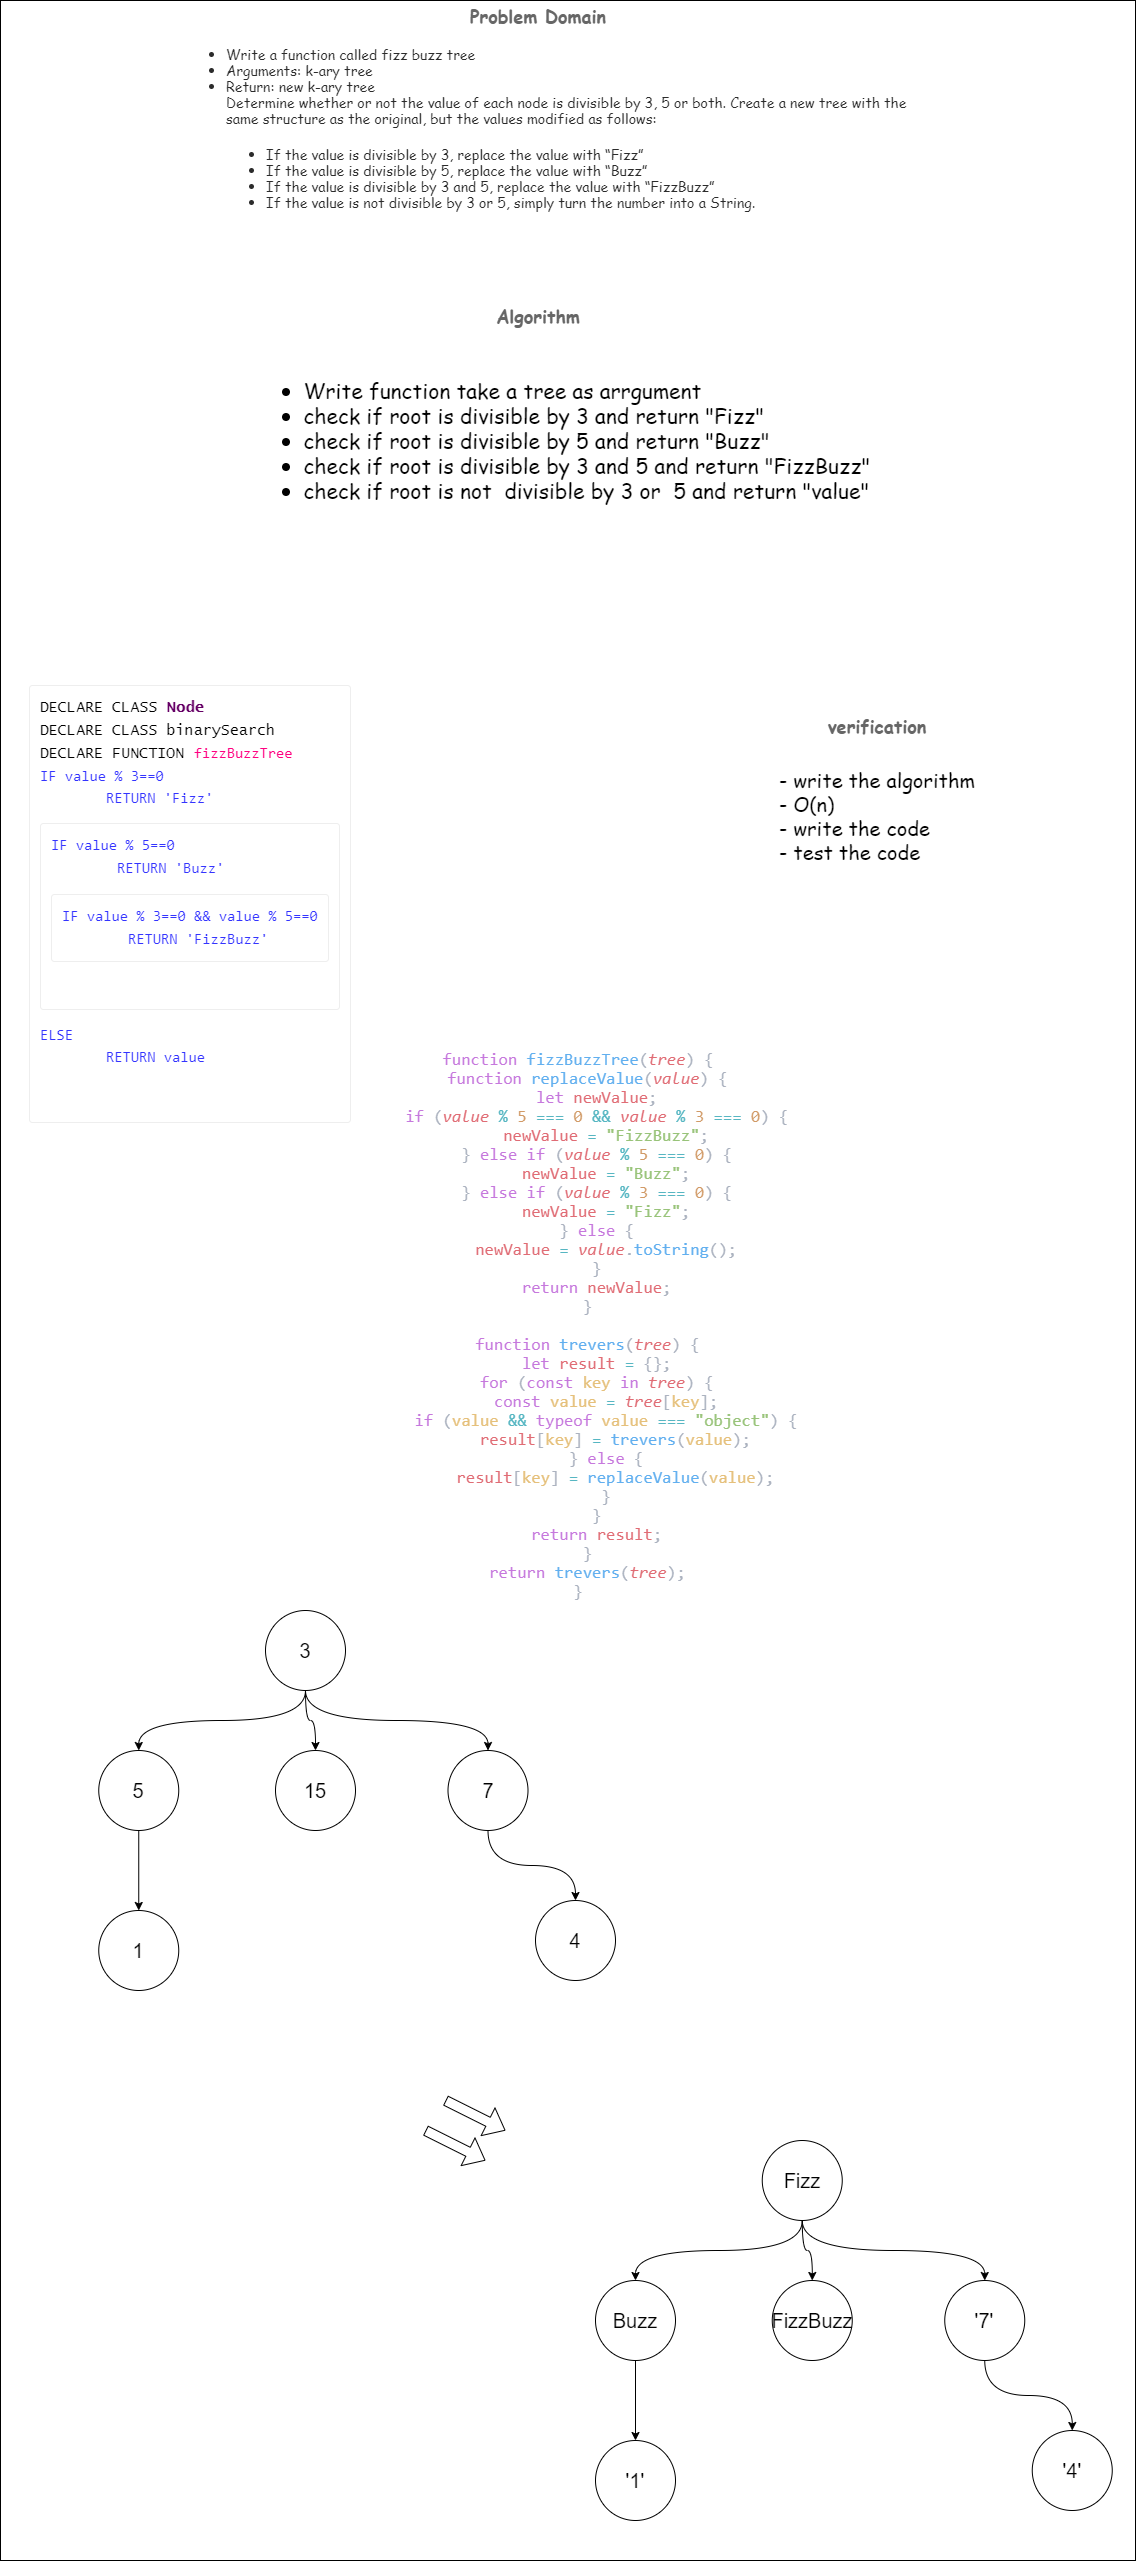 Problem Domain
Write a function called fizz buzz tree
Arguments: k-ary tree
Return: new k-ary tree
Determine whether or not the value of each node is divisible by 3, 5 or both. Create a new tree with the
same structure as the original, but the values modified as follows:
If the value is divisible by 3, replace the value with “Fizz”
If the value is divisible by 5, replace the value with “Buzz”
If the value is divisible by 3 and 5, replace the value with “FizzBuzz”
If the value is not divisible by 3 or 5, simply turn the number into a String.
Algorithm
Write function take a tree as arrgument
check if root is divisible by 3 and return "Fizz"
check if root is divisible by 5 and return "Buzz"
check if root is divisible by 3 and 5 and return "FizzBuzz"
check if root is not  divisible by 3 or  5 and return "value"
DECLARE CLASS Node
DECLARE CLASS binarySearch
DECLARE FUNCTION fizzBuzzTree
IF value % 3==0
RETURN 'Fizz'
IF value % 5==0
RETURN 'Buzz'
IF value % 3==0 && value % 5==0
RETURN 'FizzBuzz'
ELSE
RETURN value
verification
- write the algorithm
- O(n)
- write the code
- test the code
function fizzBuzzTree(tree) {
function replaceValue(value) {
let newValue;
if (value % 5 === 0 && value % 3 === 0) {
newValue = "FizzBuzz";
} else if (value % 5 === 0) {
newValue = "Buzz";
} else if (value % 3 === 0) {
newValue = "Fizz";
} else {
newValue = value.toString();
}
return newValue;
}
function trevers(tree) {
let result = {};
for (const key in tree) {
const value = tree[key];
if (value && typeof value === "object") {
result[key] = trevers(value);
} else {
result[key] = replaceValue(value);
}
}
return result;
}
return trevers(tree);
}
3
5
15
7
1
4
Fizz
Buzz
FizzBuzz
'7'
'1'
'4'